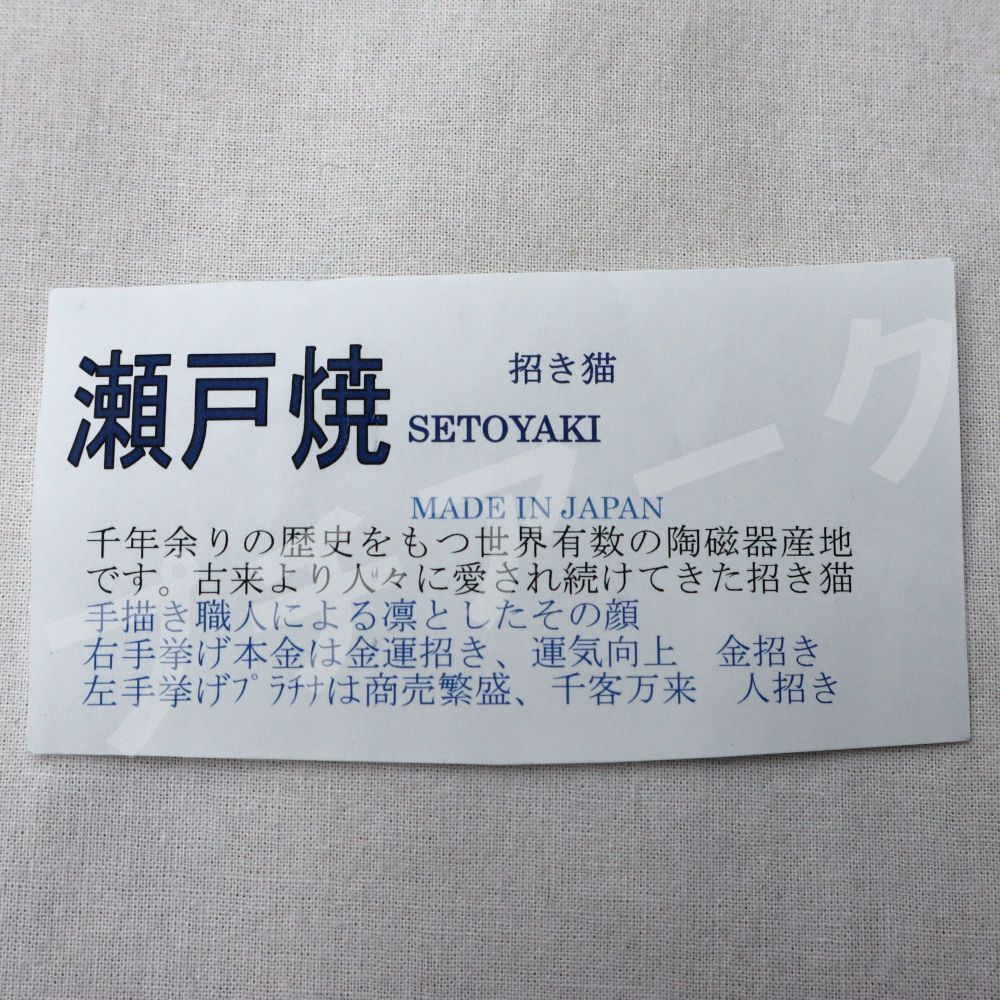 瀬戸焼
招き猫
SETOYAKI
MADE IN JAPAN
千年余りの歴史をもつ世界有数の陶磁器産地
です。古来より人々に愛され続けてきた招き猫
手描き職人による凛としたその顔
右手挙げ本金は金運招き、運気向上　金招き
左手挙げﾌﾟﾗﾁﾅは商売繁盛、千客万来　人招き